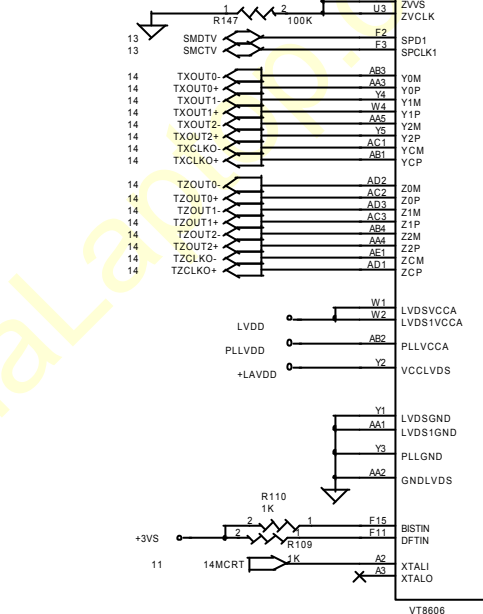 ZVVS
1 2 U3 ZVCLK
R147 100K
13 SMDTV F2 SPD1
13 SMCTV F3 SPCLK1
14 TXOUT0- AB3 Y0M
14 TXOUT0+ AA3 Y0P
14 TXOUT1- Y4 Y1M
14 TXOUT1+ W4 Y1P
14 TXOUT2- AA5 Y2M
14 TXOUT2+ Y5 Y2P
14 TXCLKO- AC1 YCM
14 TXCLKO+ AB1 YCP
14 TZOUT0- AD2 Z0M
14 TZOUT0+ AC2 Z0P
14 TZOUT1- AD3 Z1M
14 TZOUT1+ AC3 Z1P
14 TZOUT2- AB4 Z2M
14 TZOUT2+ AA4 Z2P
14 TZCLKO- AE1 ZCM
14 TZCLKO+ AD1 ZCP
W1 LVDSVCCA
LVDD W2 LVDS1VCCA
PLLVDD AB2 PLLVCCA
+LAVDD Y2 VCCLVDS
Y1 LVDSGND
AA1 LVDS1GND
Y3 PLLGND
AA2 GNDLVDS
R110
1K
2 1 F15 BISTIN
+3VS 2 1 F11 DFTIN
R109
1K
11 14MCRT A2 XTALI
A3 XTALO
VT8606